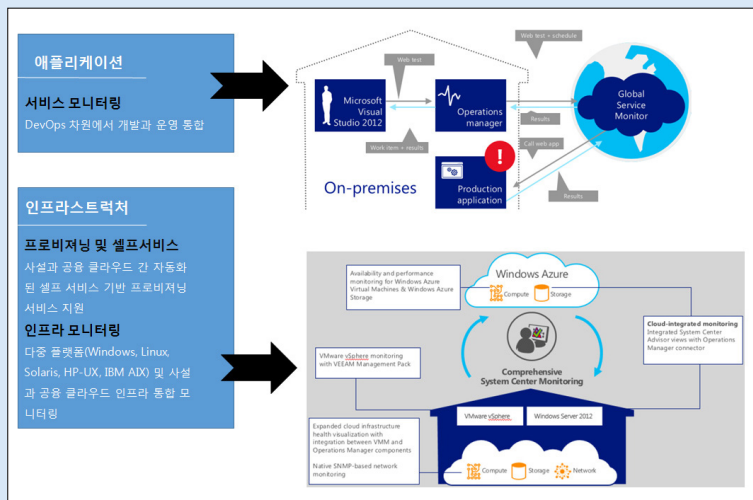 애플리케이션
서비스 모니터링
DevOps 차원에서 개발과 운영 통합
Web test + schedule
Web test
Microsoft
Visual
Studio 2012
Operations
manager
Global
Service
Monitor
Results
Work item + results
Call web app
On-premises
Production
application
Results
인프라스트럭처
프로비져닝 및 셀프서비스
사설과 공용 클라우드 간 자동화
된 셀프 서비스 기반 프로비져닝
서비스 지원
인프라 모니터링
다중 플랫폼(Windows, Linux,
Solaris, HP-UX, IBM AIX) 및 사설
과 공용 클라우드 인프라 통합 모
니터링
Availability and performance
monitoring for Windows Azure
Virtual Machines & Windows Azure
Storage
Windows Azure
Compute
Storage
Cloud-integrated monitoring
Integrated System Center
Advisor views with Operations
Manager connector
VMware vSphere monitoring
with VEEAM Management Pack
Comprehensive
System Center Monitoring
VMware vSphere
Windows Server 2012
Expanded cloud infrastructure
health visualization with
integration between VMM and
Operations Manager components
Native SNMP-based network
monitoring
Compute
Storage
Network